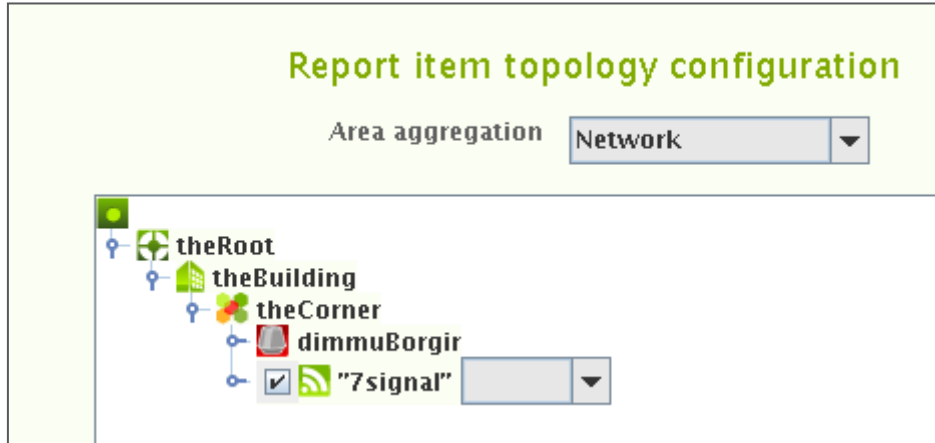 Report item topology configuration
Area aggregation Network
theRoot
theBuilding
theCorner
dimmuBorgir
"7signal"